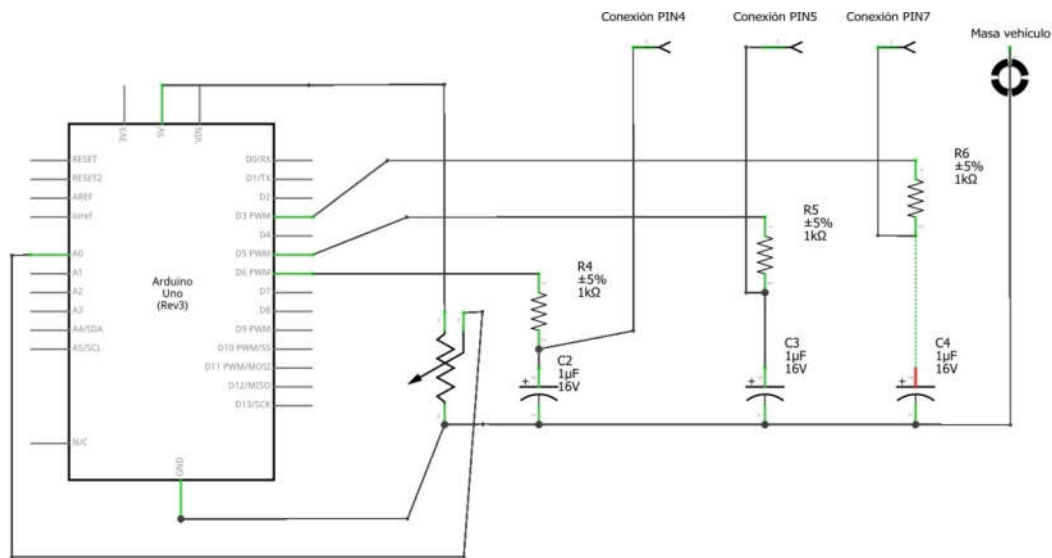 Conexión PIN4
Conexión PIN5
Conexión PIN7
Masa vehículo
3V3
5V
VIN
RESET
RESET2
AREF
ioref
A0
A1
A2
A3
A4/SDA
A5/SCL
N/C
GND
D0/RX
D1/TX
D2
D3 PWM
D4
D5 PWM
D6 PWM
D7
D8
D9 PWM
D10 PWM/SS
D11 PWM/MOSI
D12/MISO
D13/SCK
Arduino
Uno
(Rev3)
R4
±5%
1kΩ
R5
±5%
1kΩ
R6
±5%
1kΩ
C2
1µF
16V
C3
1µF
16V
C4
1µF
16V
+
+
+